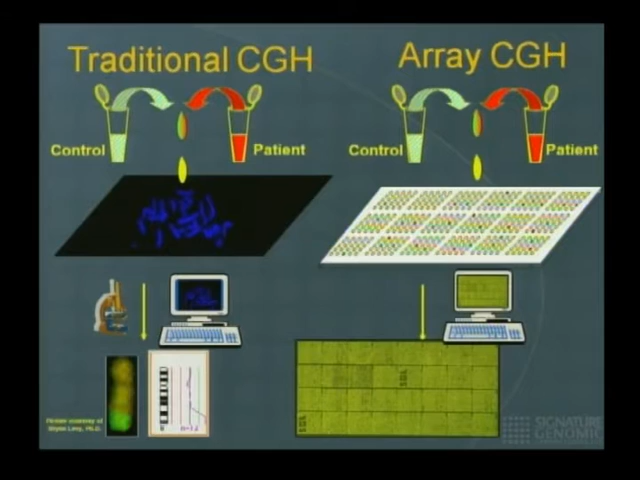 Traditional CGH
Array CGH
Control
Patient
Control
Patient
SIGNATURE
GENOMIC